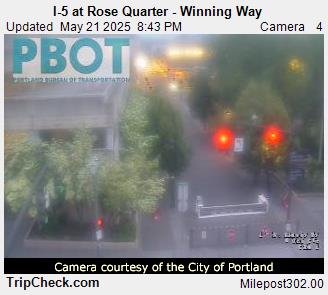 I-5 at Rose Quarter - Winning Way
Updated May 21 2025 8:43 PM Camera 4
PBOT
PORTLAND BUREAU OF TRANSPORTATION
Camera courtesy of the City of Portland
TripCheck.com Milepost302.00